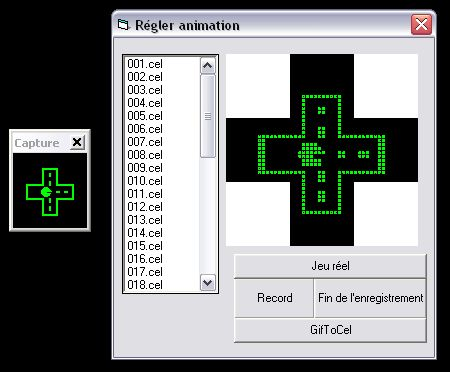 Régler animation
001.cel
002.cel
003.cel
004.cel
005.cel
006.cel
007.cel
008.cel
009.cel
010.cel
011.cel
012.cel
013.cel
014.cel
015.cel
016.cel
017.cel
018.cel
Capture
Jeu réel
Record
Fin de l'enregistrement
GifToCel